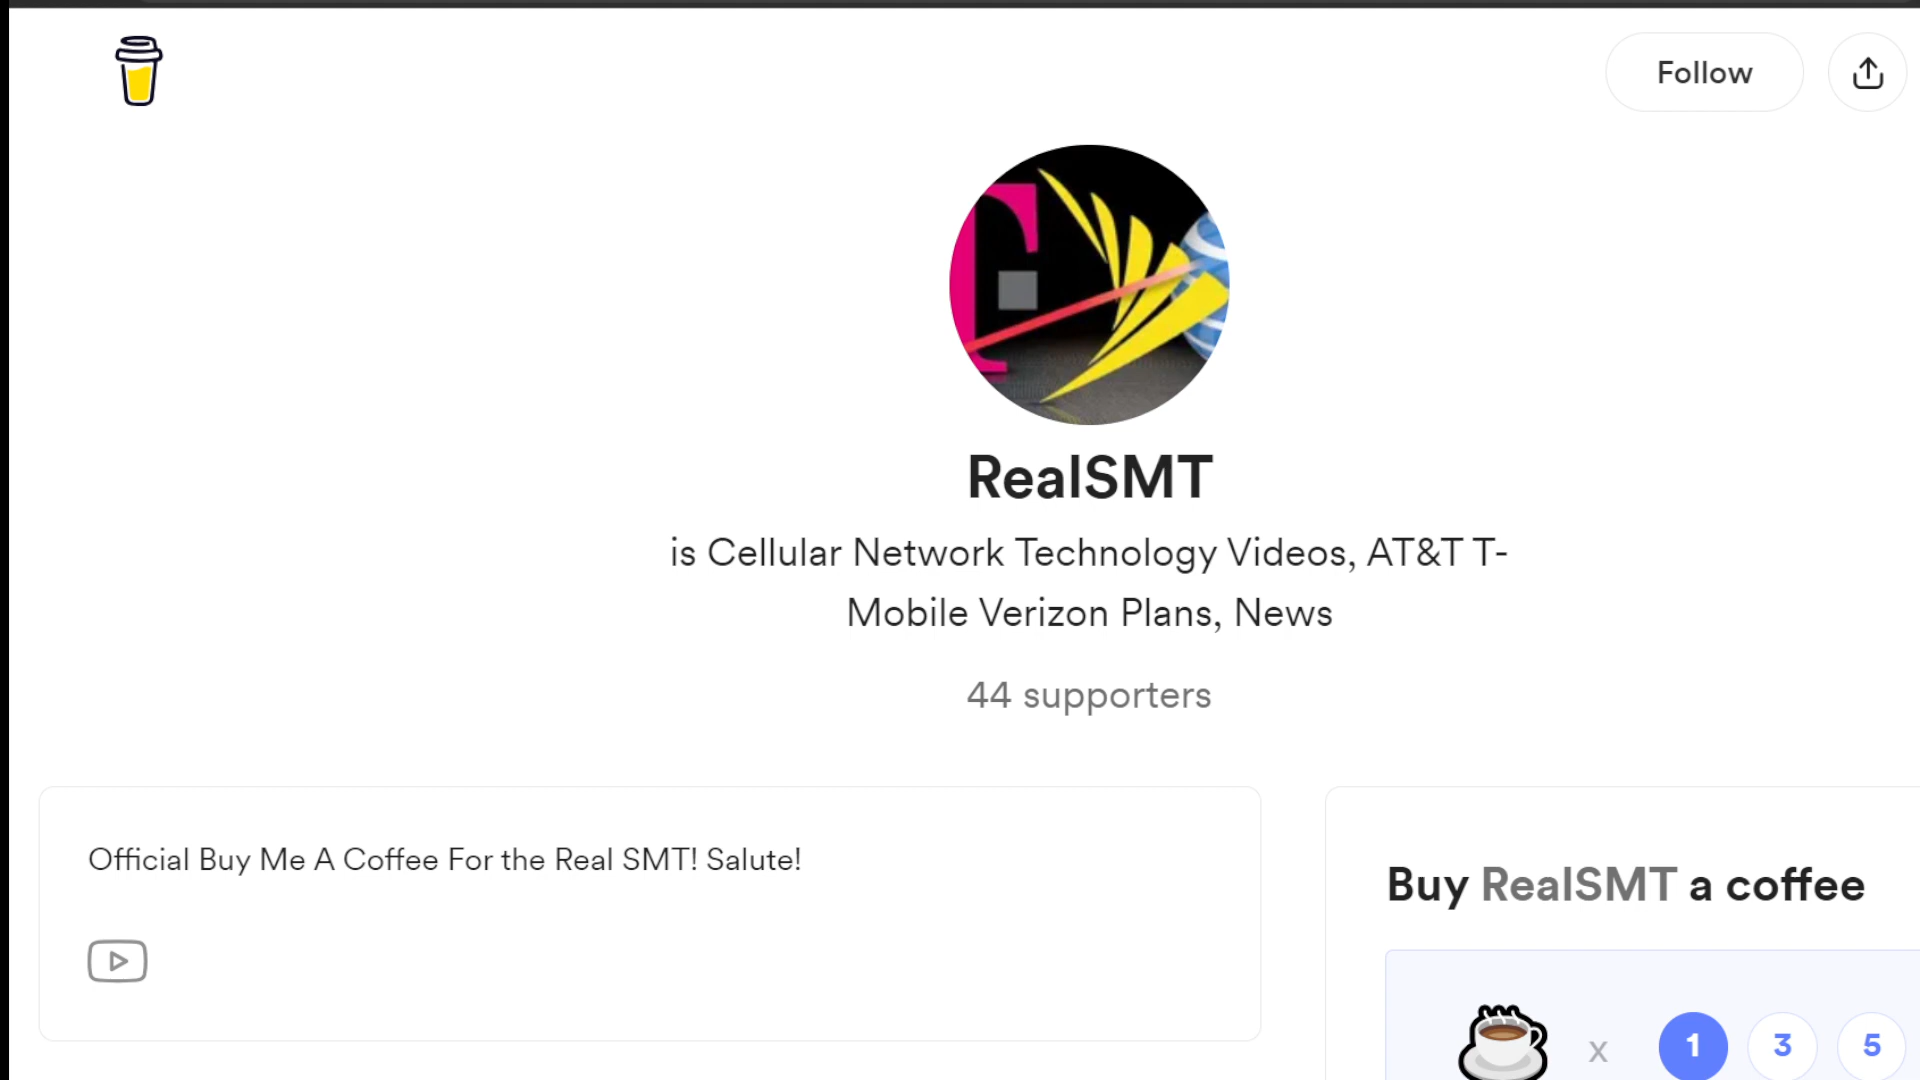 Follow
RealSMT
is Cellular Network Technology Videos, AT&T T-
Mobile Verizon Plans, News
44 supporters
Official Buy Me A Coffee For the Real SMT! Salute!
Buy RealSMT a coffee
x 1 3 5